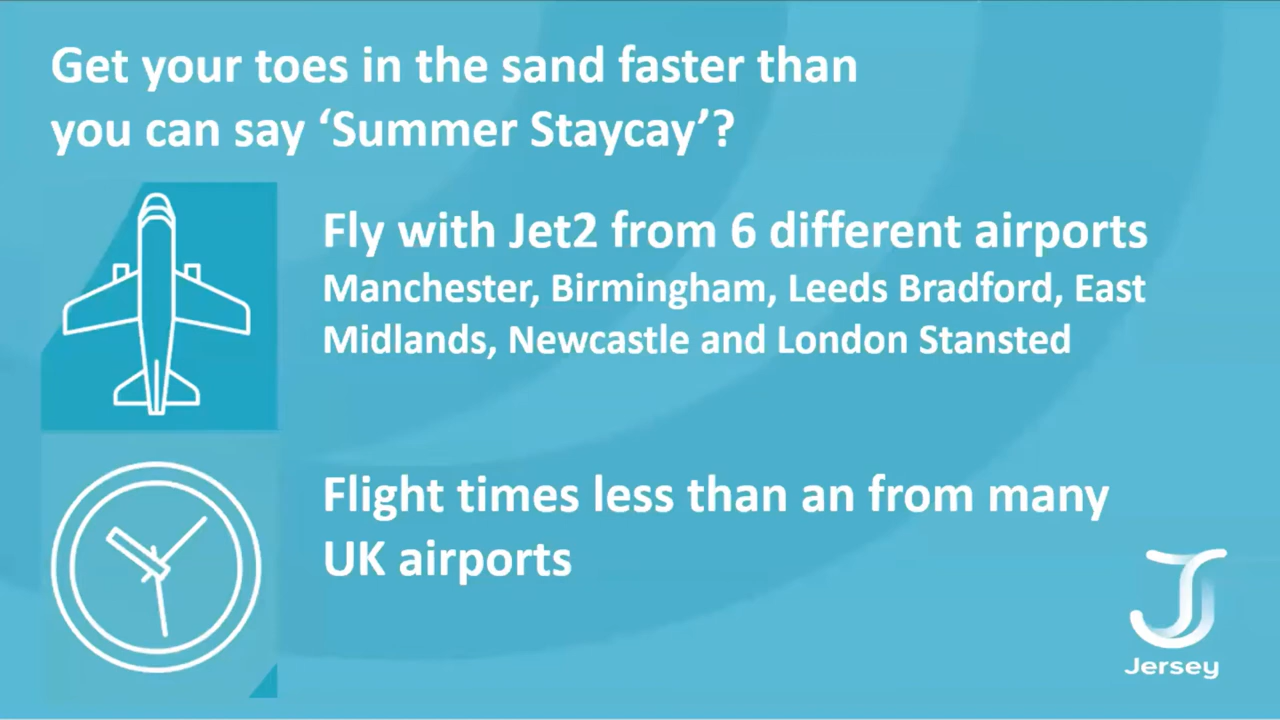 Get your toes in the sand faster than
you can say ‘Summer Staycay’?
Fly with Jet2 from 6 different airports
Manchester, Birmingham, Leeds Bradford, East
Midlands, Newcastle and London Stansted
Flight times less than an from many
UK airports
Jersey